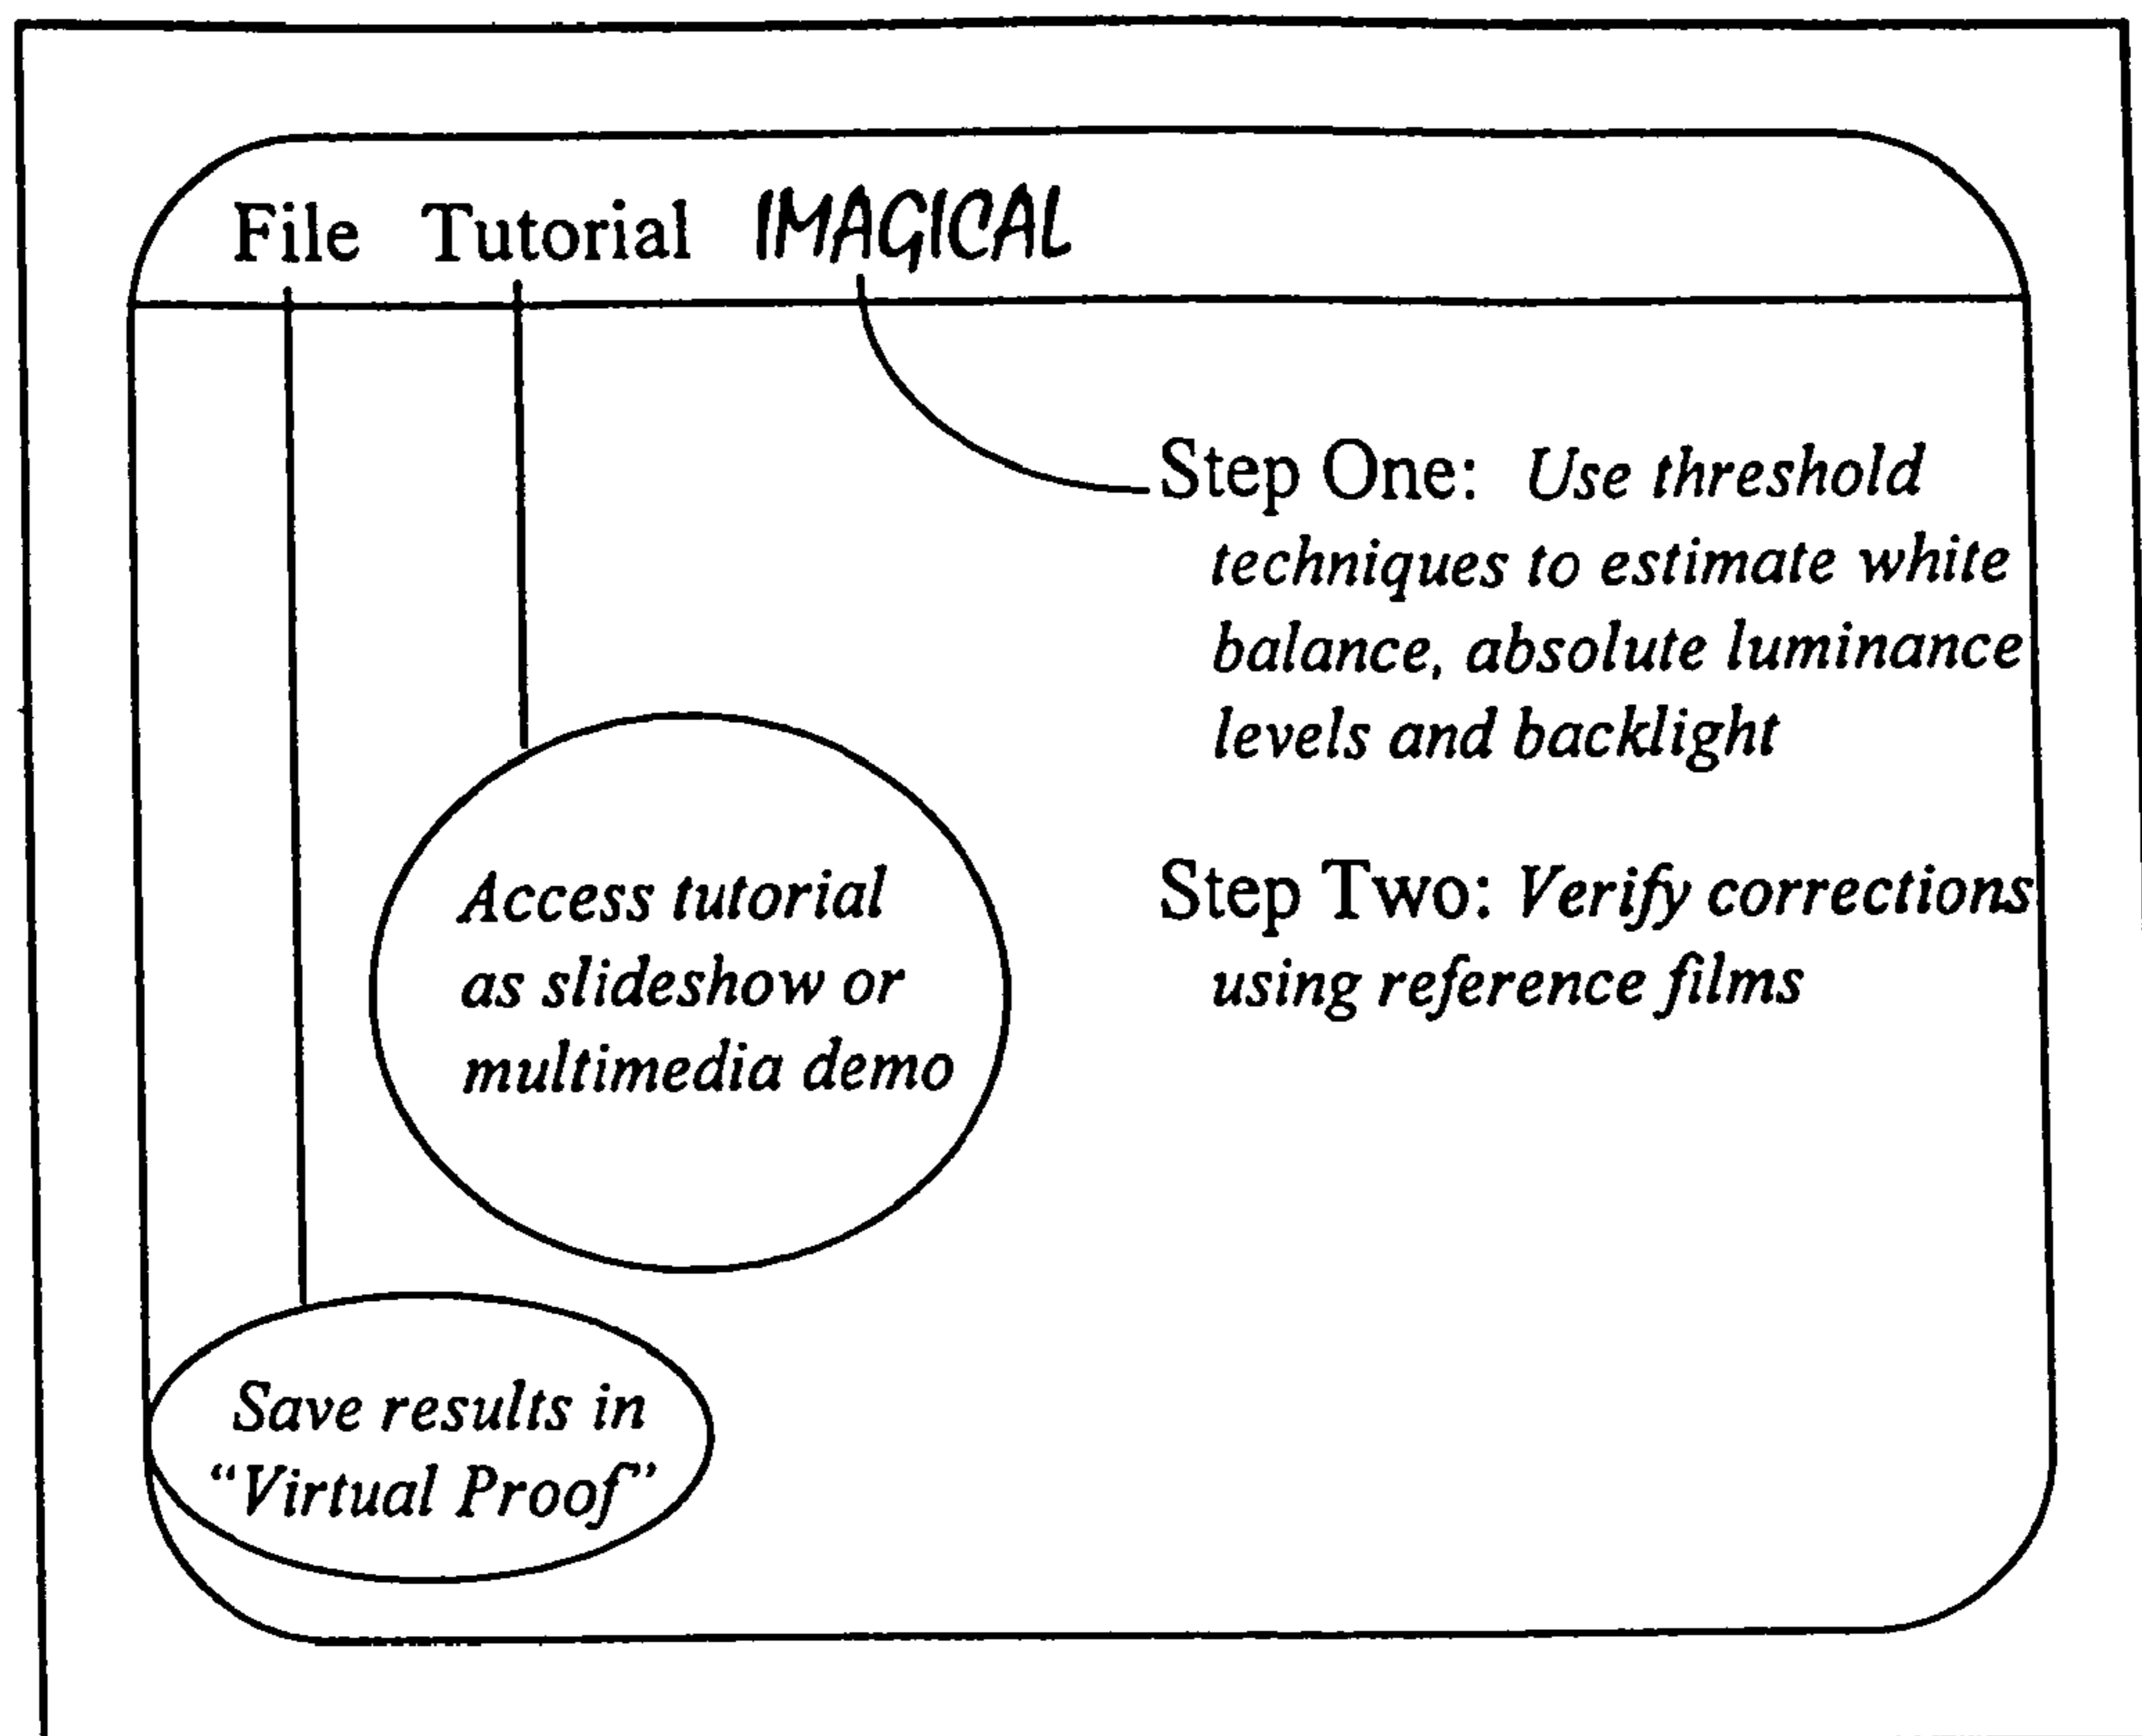 File Tutorial IMAGICAL
Step One: Use threshold
techniques to estimate white
balance, absolute luminance
levels and backlight
Step Two: Verify corrections
using reference films
Access tutorial
as slideshow or
multimedia demo
Save results in
“Virtual Proof”